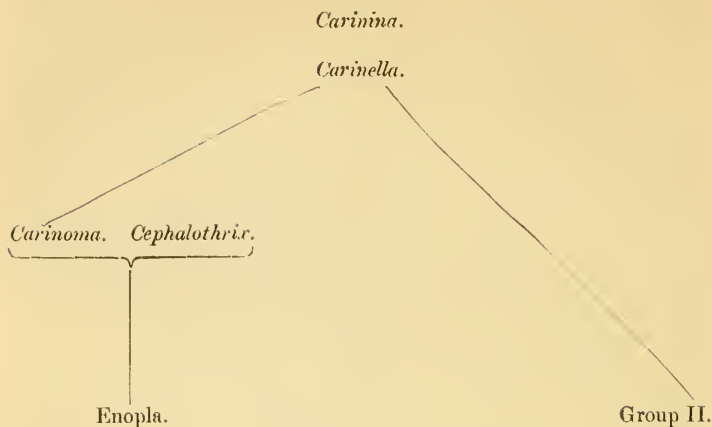 Carinina.
Carinella.
Carinoma. Cephalothrix.
Enopla. Group II.